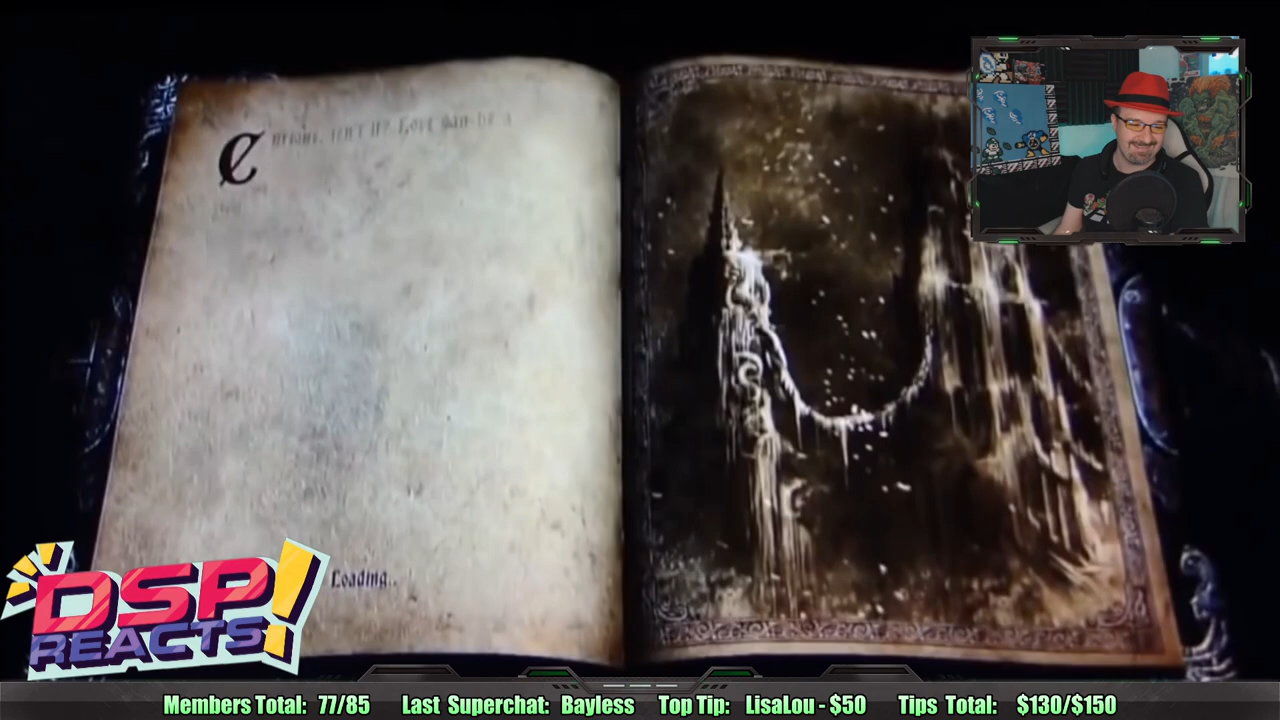 Loading..
DSP
REACTS!
Members Total: 77/85 Last Superchat: Bayless Top Tip: LisaLou - $50 Tips Total: $130/$150